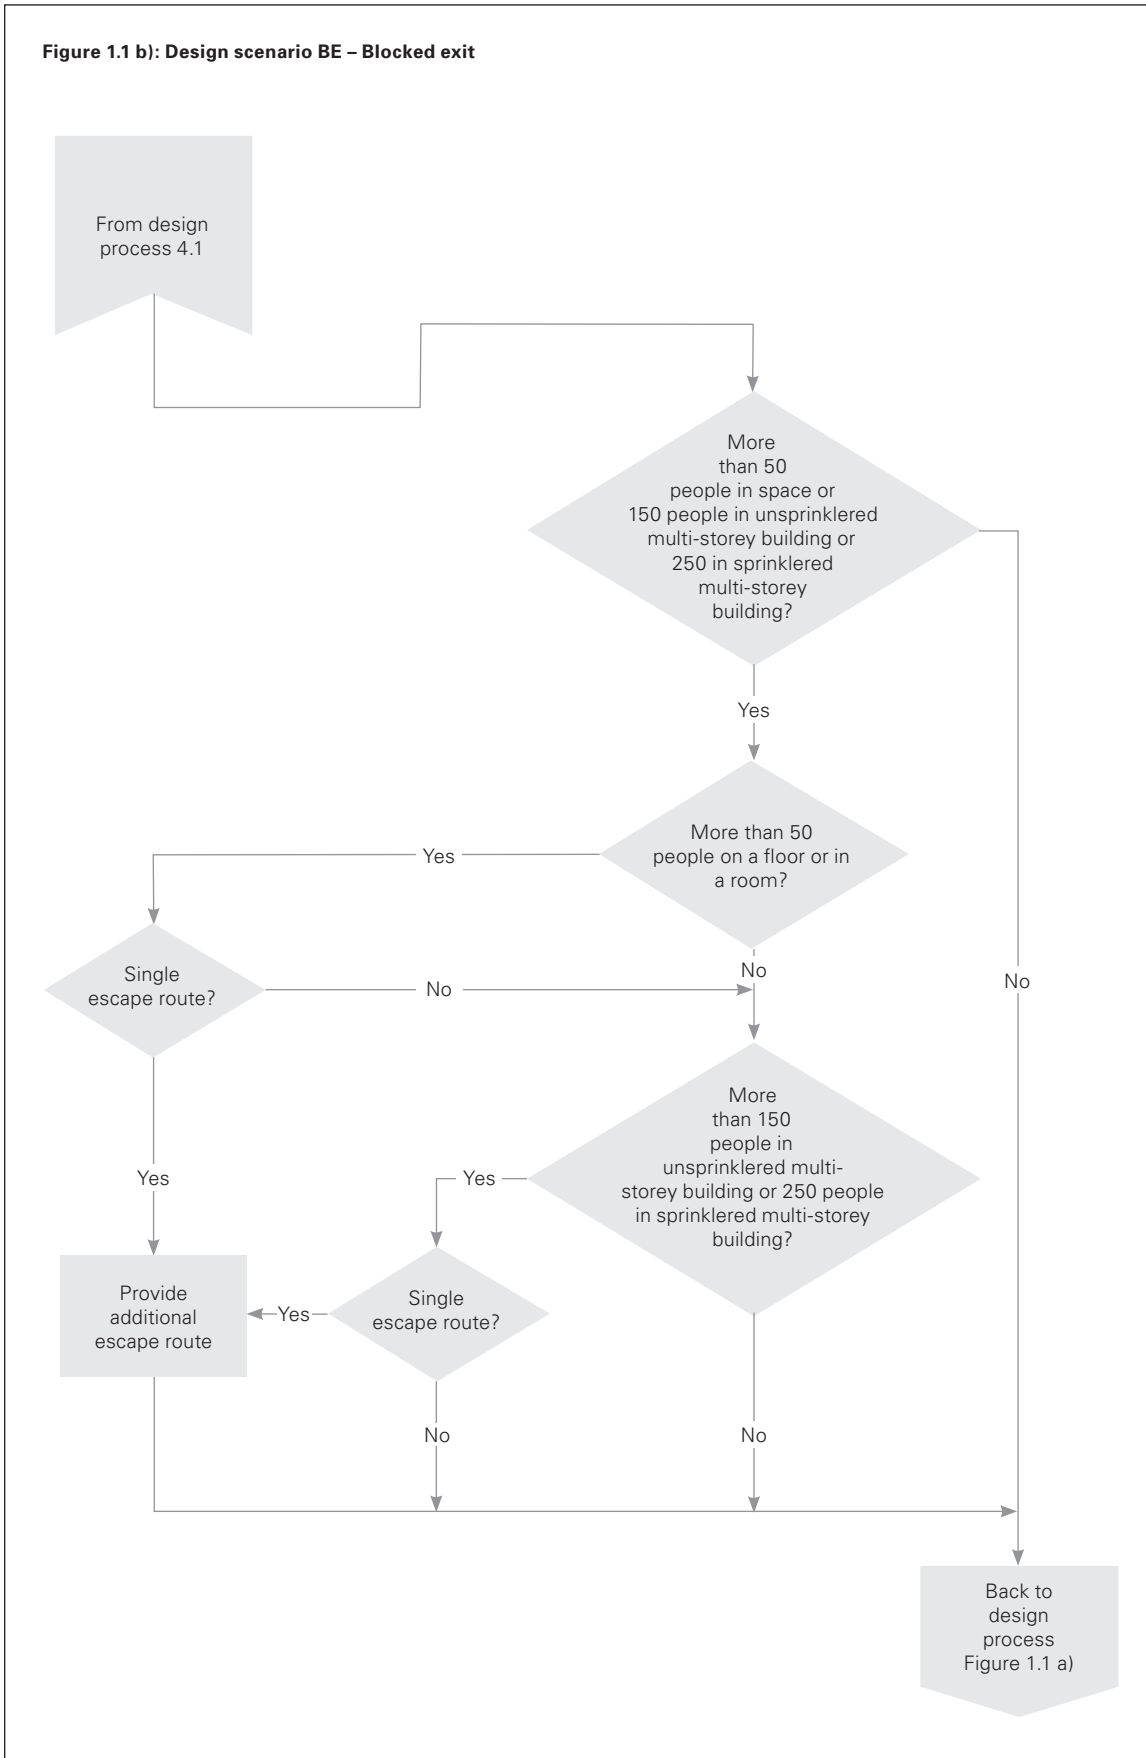 Figure 1.1 b): Design scenario BE – Blocked exit
From design
process 4.1
More
than 50
people in space or
150 people in unsprinklered
multi-storey building or
250 in sprinklered
multi-storey
building?
Yes
More than 50
people on a floor or in
a room?
Yes
No
Single
escape route?
No
No
Yes
More
than 150
people in
unsprinklered multi-
storey building or 250 people
in sprinklered multi-storey
building?
Yes
Provide
additional
escape route
Yes
Single
escape route?
No
No
Back to
design
process
Figure 1.1 a)